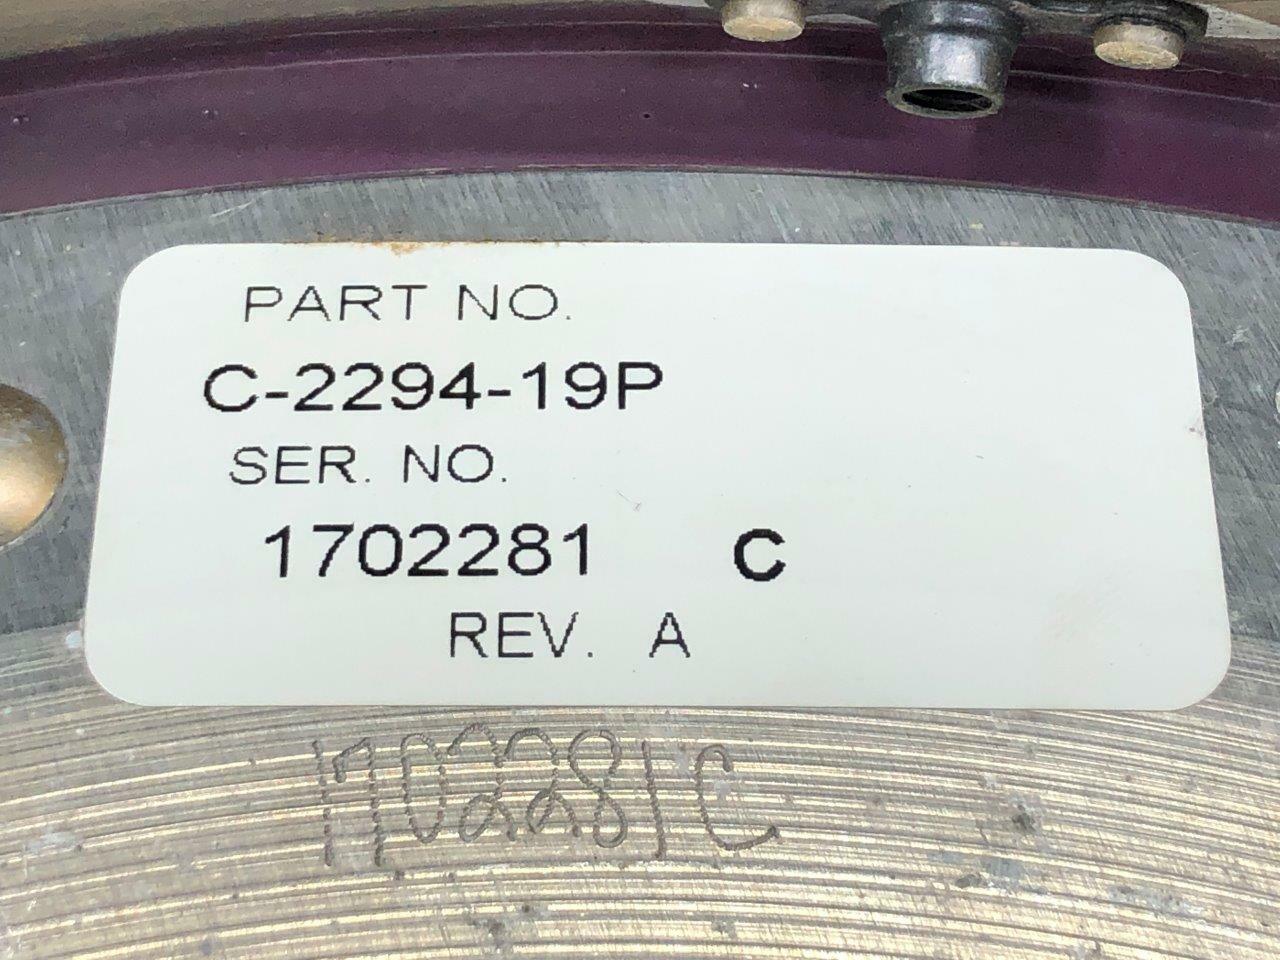 PART NO.
C-2294-19P
SER. NO.
1702281 C
REV. A
1702281C